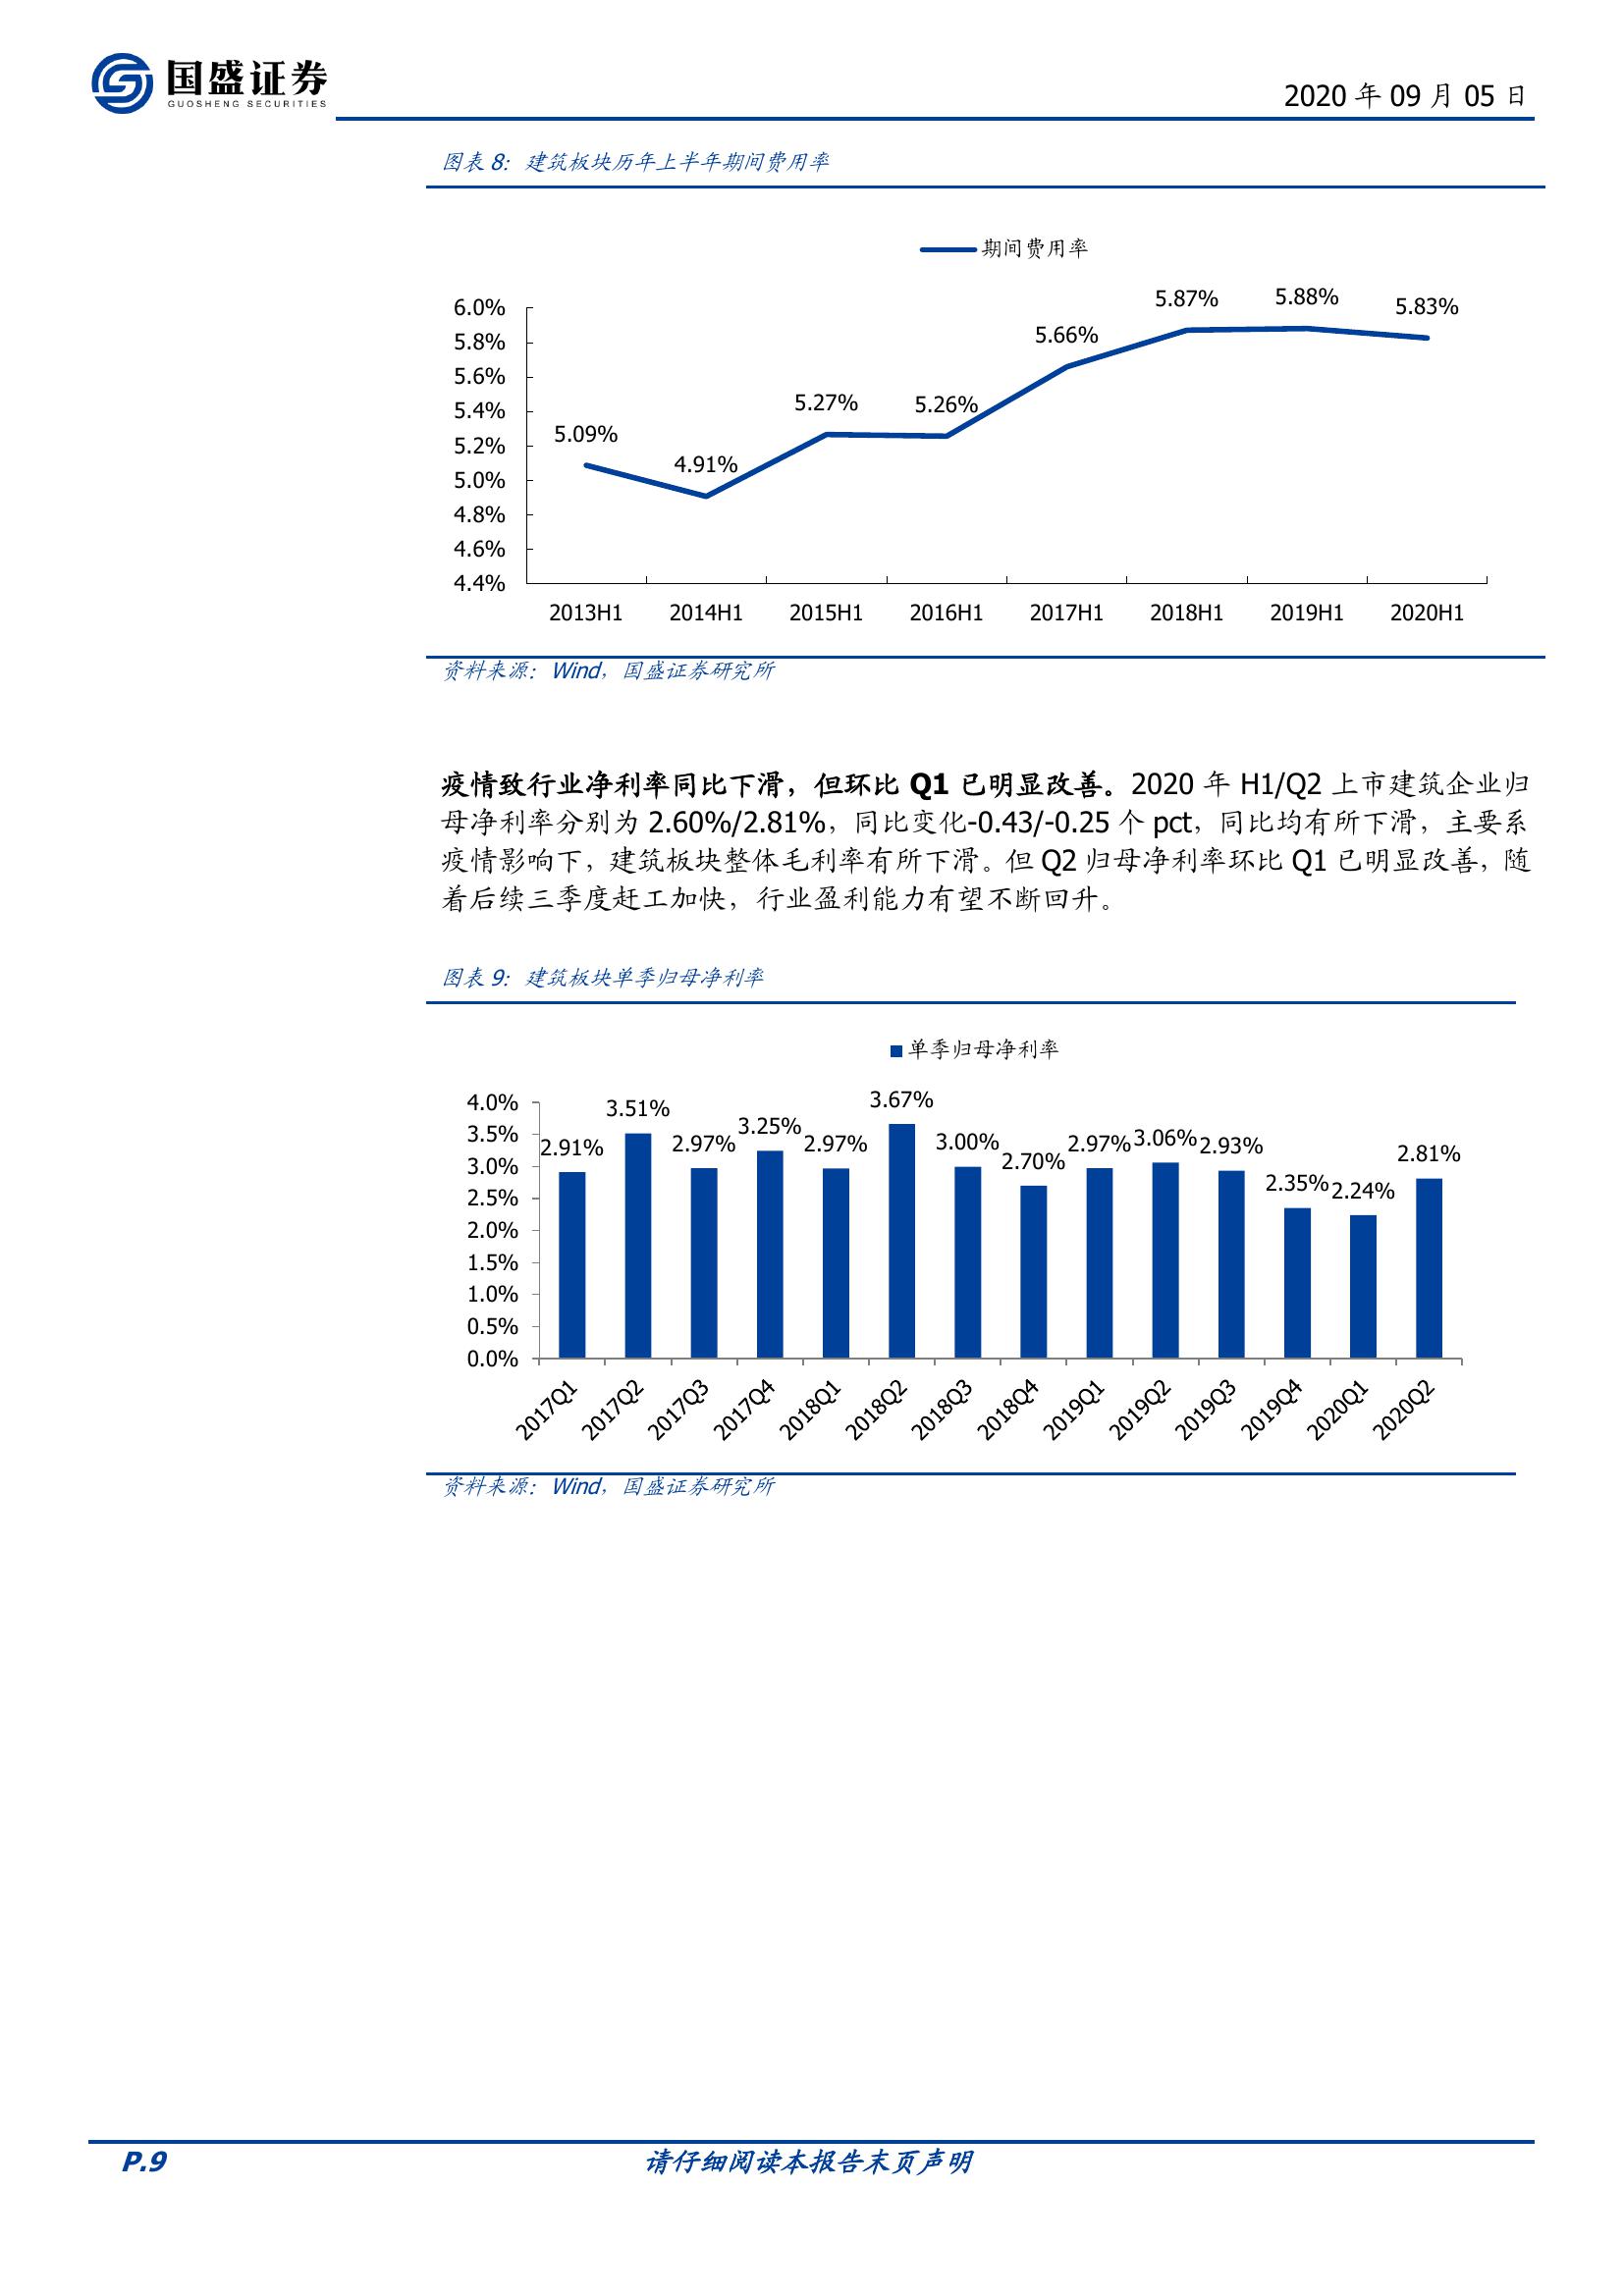 国盛证券
GUOSHENG SECURITIES
2020 年 09 月 05 日
图表 8：建筑板块历年上半年期间费用率
期间费用率
6.0%
5.8%
5.6%
5.4%
5.2%
5.0%
4.8%
4.6%
4.4%
5.09%
4.91%
5.27%
5.26%
5.66%
5.87%
5.88%
5.83%
2013H1 2014H1 2015H1 2016H1 2017H1 2018H1 2019H1 2020H1
资料来源：Wind，国盛证券研究所
疫情致行业净利率同比下滑，但环比 Q1 已明显改善。2020 年 H1/Q2 上市建筑企业归
母净利率分别为 2.60%/2.81%，同比变化-0.43/-0.25 个 pct，同比均有所下滑，主要系
疫情影响下，建筑板块整体毛利率有所下滑。但 Q2 归母净利率环比 Q1 已明显改善，随
着后续三季度赶工加快，行业盈利能力有望不断回升。
图表 9：建筑板块单季归母净利率
单季归母净利率
4.0%
3.5%
3.0%
2.5%
2.0%
1.5%
1.0%
0.5%
0.0%
2.91%
3.51%
2.97%
3.25%
2.97%
3.67%
3.00%
2.70%
2.97%
3.06%
2.93%
2.35%
2.24%
2.81%
2017Q1 2017Q2 2017Q3 2017Q4 2018Q1 2018Q2 2018Q3 2018Q4 2019Q1 2019Q2 2019Q3 2019Q4 2020Q1 2020Q2
资料来源：Wind，国盛证券研究所
P.9 请仔细阅读本报告末页声明